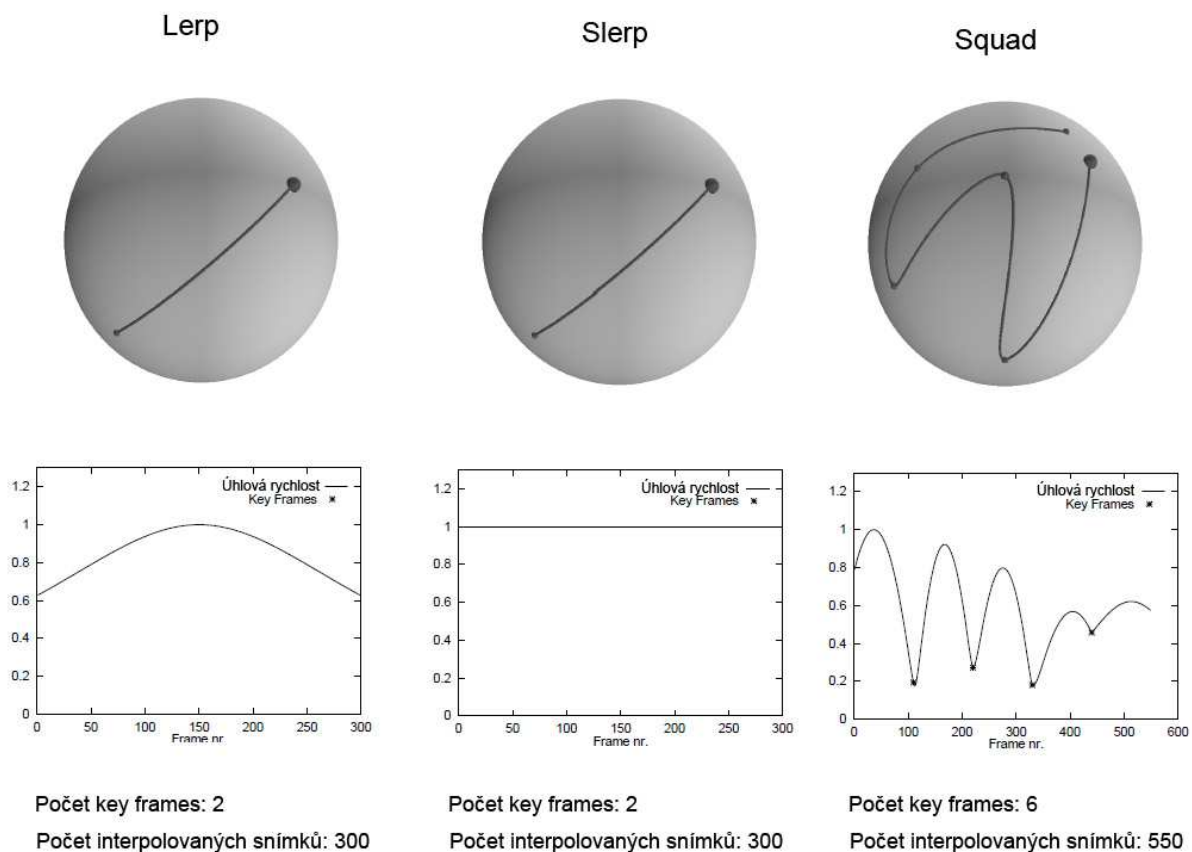 Lerp
Slerp
Squad
1.2
1
0.8
0.6
0.4
0.2
0
0 50 100 150 200 250 300
Frame nr.
Úhlová rychlost
Key Frames
1.2
1
0.8
0.6
0.4
0.2
0
0 50 100 150 200 250 300
Frame nr.
Úhlová rychlost
Key Frames
1.2
1
0.8
0.6
0.4
0.2
0
0 100 200 300 400 500 600
Frame nr.
Úhlová rychlost
Key Frames
Počet key frames: 2
Počet interpolovaných snímků: 300
Počet key frames: 2
Počet interpolovaných snímků: 300
Počet key frames: 6
Počet interpolovaných snímků: 550